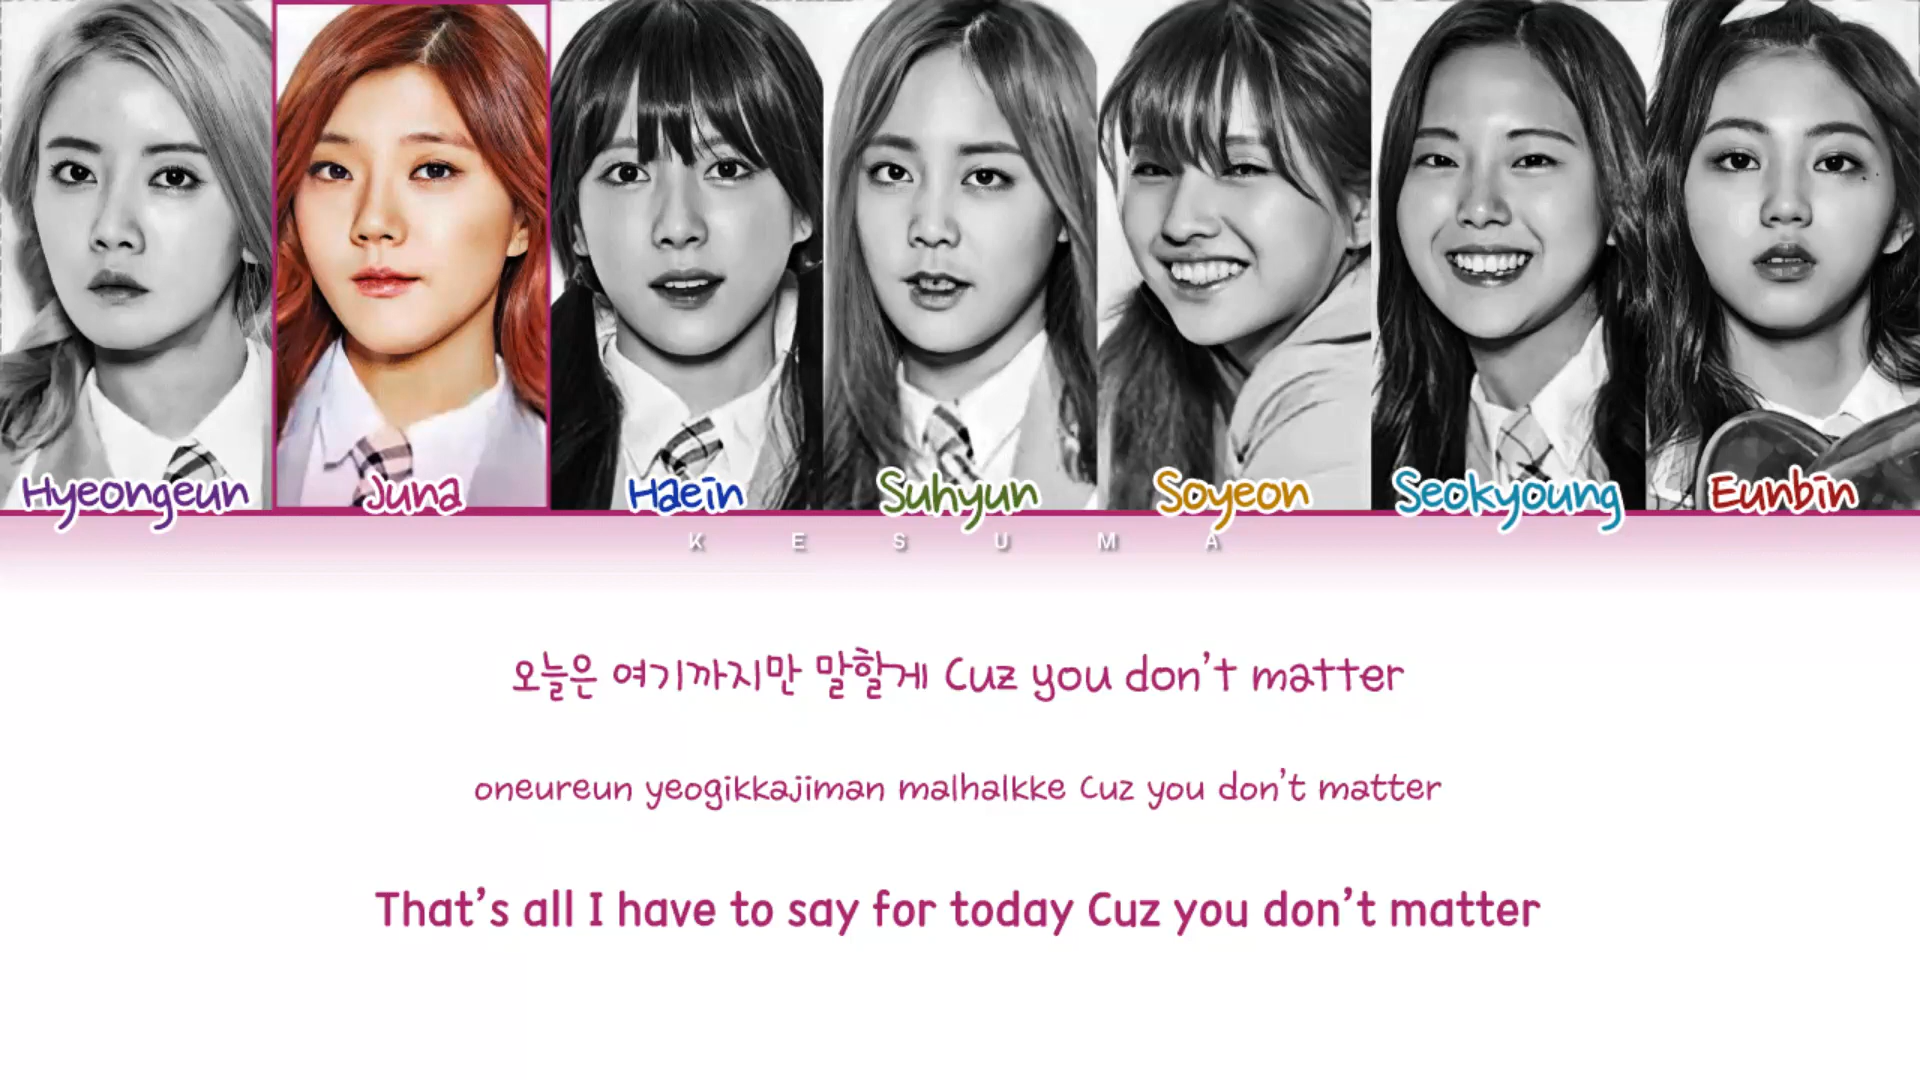 Hyeongeun Juna Haein Suhyun Soyeon Seokyoung Eunbin
K E S U M A
오늘은 여기까지만 말할게 Cuz you don't matter
oneureun yeogikkajiman malhalkke Cuz you don't matter
That's all I have to say for today Cuz you don't matter